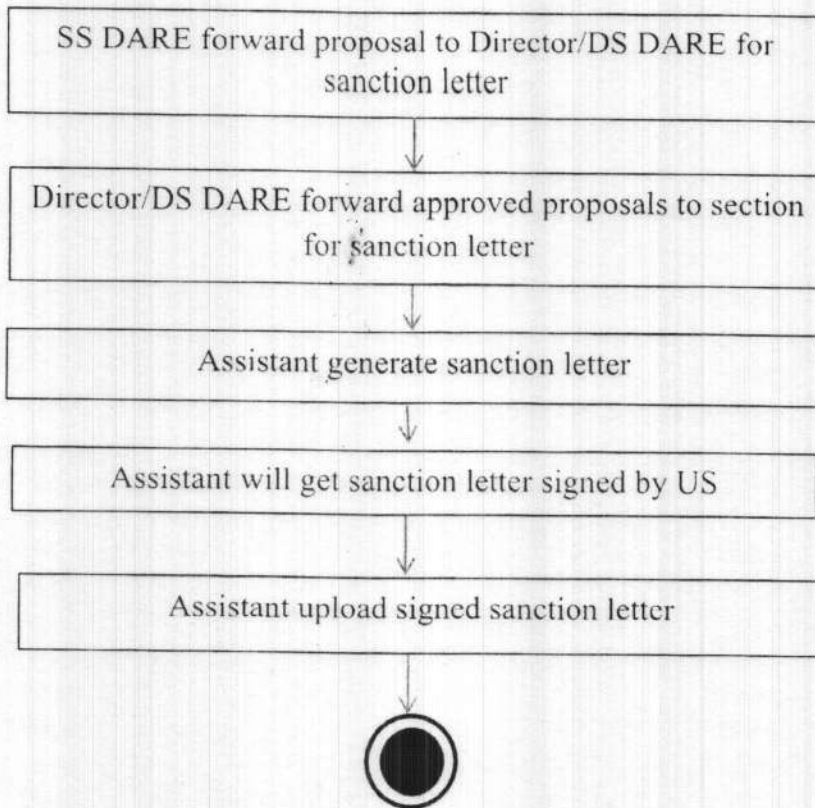 SS DARE forward proposal to Director/DS DARE for
sanction letter
Director/DS DARE forward approved proposals to section
for sanction letter
Assistant generate sanction letter
Assistant will get sanction letter signed by US
Assistant upload signed sanction letter